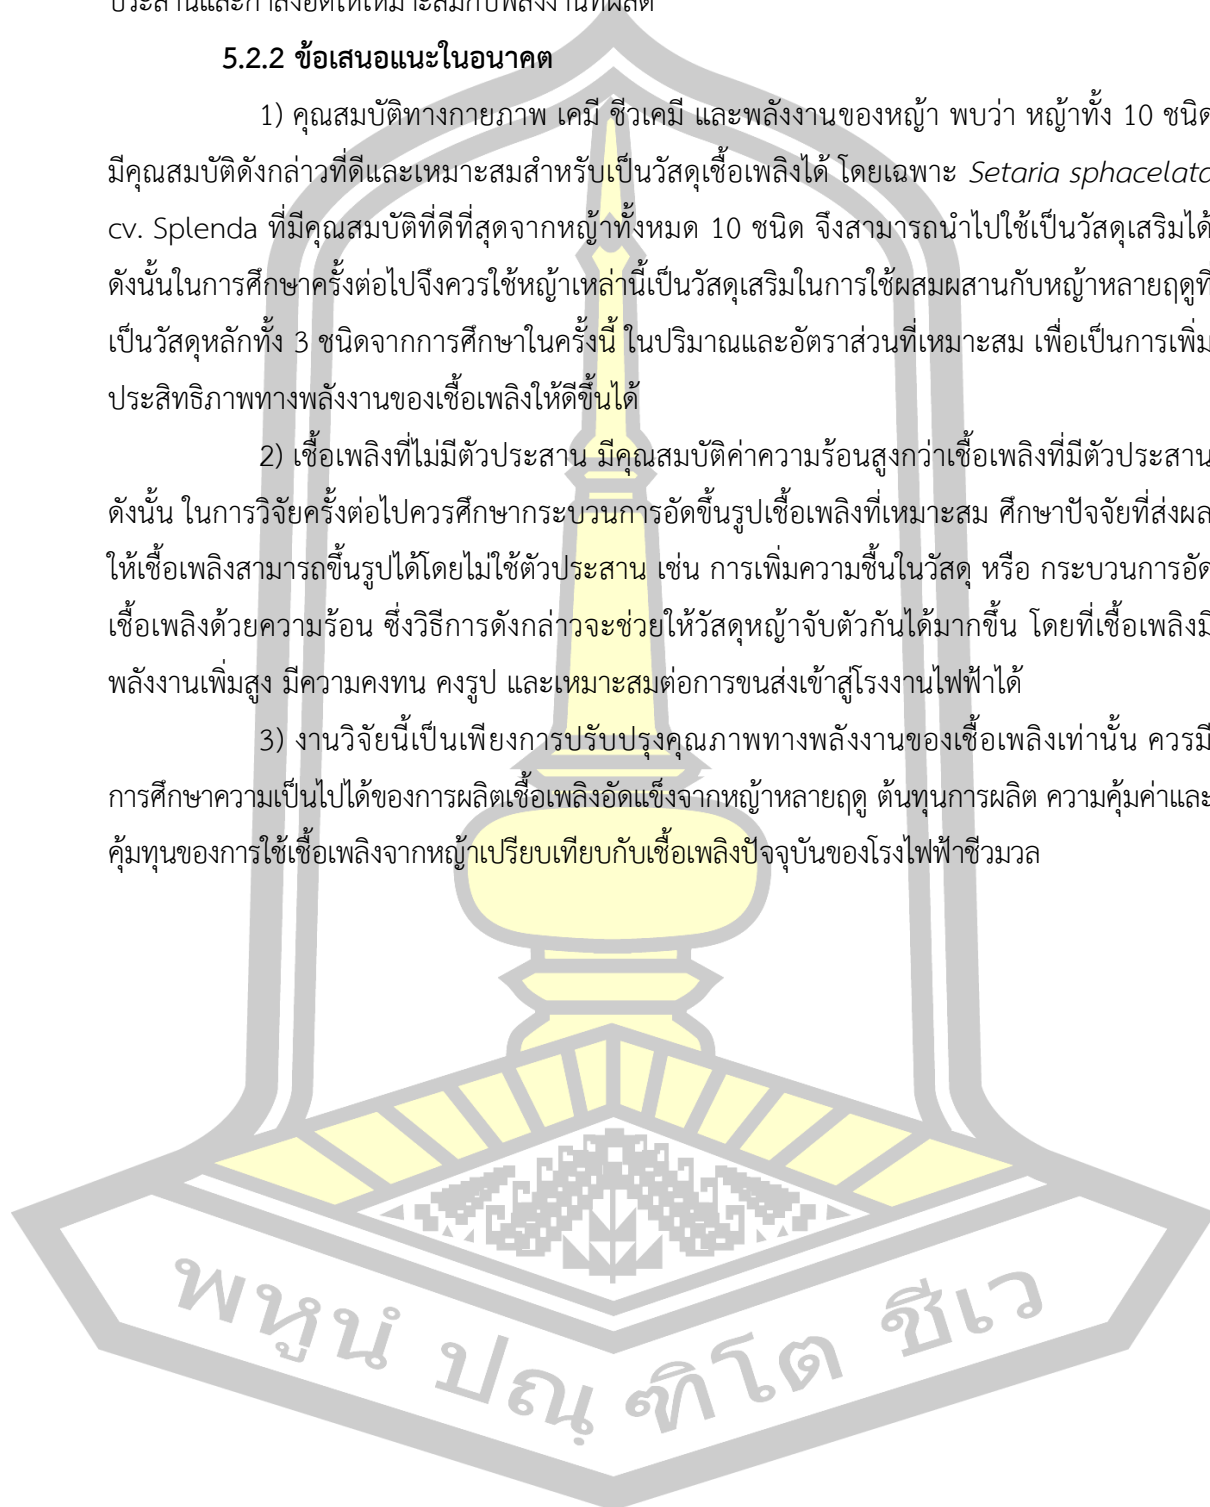 ประสานและกำลังอัดให้เหมาะสมกับพลังงานที่ผลิต
5.2.2 ข้อเสนอแนะในอนาคต
1) คุณสมบัติทางกายภาพ เคมี ชีวเคมี และพลังงานของหญ้า พบว่า หญ้าทั้ง 10 ชนิด
มีคุณสมบัติดังกล่าวที่ดีและเหมาะสมสำหรับเป็นวัสดุเชื้อเพลิงได้ โดยเฉพาะ Setaria sphacelata
cv. Splenda ที่มีคุณสมบัติที่ดีที่สุดจากหญ้าทั้งหมด 10 ชนิด จึงสามารถนำไปใช้เป็นวัสดุเสริมได้
ดังนั้นในการศึกษาครั้งต่อไปจึงควรใช้หญ้าเหล่านี้เป็นวัสดุเสริมในการใช้ผสมผสานกับหญ้าหลายฤดูที่
เป็นวัสดุหลักทั้ง 3 ชนิดจากการศึกษาในครั้งนี้ ในปริมาณและอัตราส่วนที่เหมาะสม เพื่อเป็นการเพิ่ม
ประสิทธิภาพทางพลังงานของเชื้อเพลิงให้ดีขึ้นได้
2) เชื้อเพลิงที่ไม่มีตัวประสาน มีคุณสมบัติค่าความร้อนสูงกว่าเชื้อเพลิงที่มีตัวประสาน
ดังนั้น ในการวิจัยครั้งต่อไปควรศึกษากระบวนการอัดขึ้นรูปเชื้อเพลิงที่เหมาะสม ศึกษาปัจจัยที่ส่งผล
ให้เชื้อเพลิงสามารถขึ้นรูปได้โดยไม่ใช้ตัวประสาน เช่น การเพิ่มความชื้นในวัสดุ หรือ กระบวนการอัด
เชื้อเพลิงด้วยความร้อน ซึ่งวิธีการดังกล่าวจะช่วยให้วัสดุหญ้าจับตัวกันได้มากขึ้น โดยที่เชื้อเพลิงมี
พลังงานเพิ่มสูง มีความคงทน คงรูป และเหมาะสมต่อการขนส่งเข้าสู่โรงงานไฟฟ้าได้
3) งานวิจัยนี้เป็นเพียงการปรับปรุงคุณภาพทางพลังงานของเชื้อเพลิงเท่านั้น ควรมี
การศึกษาความเป็นไปได้ของการผลิตเชื้อเพลิงอัดแข็งจากหญ้าหลายฤดู ต้นทุนการผลิต ความคุ้มค่าและ
คุ้มทุนของการใช้เชื้อเพลิงจากหญ้าเปรียบเทียบกับเชื้อเพลิงปัจจุบันของโรงไฟฟ้าชีวมวล
พหูนํ ปณฺฑิโต ชีเว